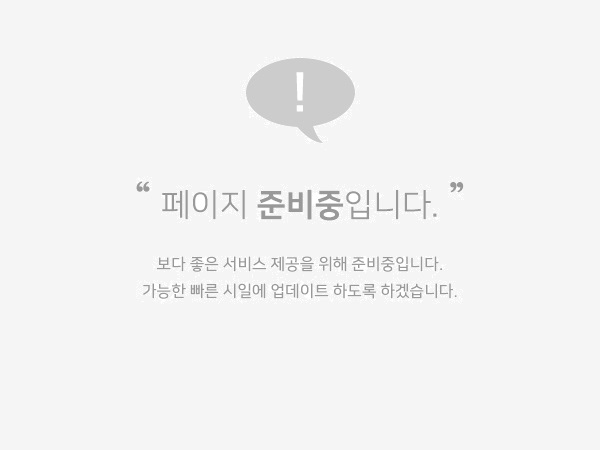 !
“ 페이지 준비중입니다. ”
보다 좋은 서비스 제공을 위해 준비중입니다.
가능한 빠른 시일에 업데이트 하도록 하겠습니다.